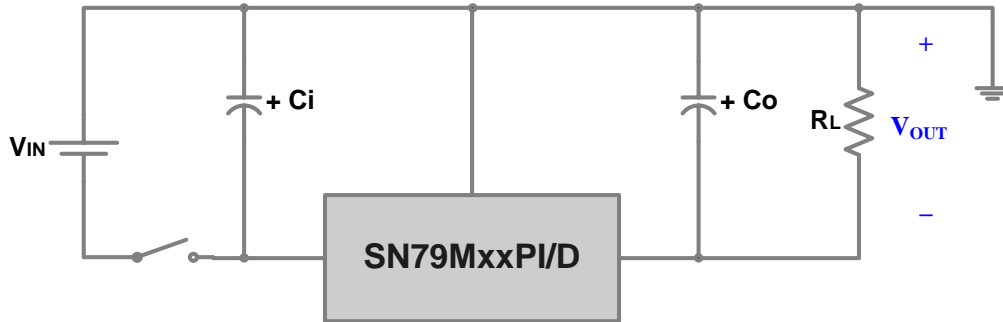 +
+ Ci
+ Co
RL
VOUT
VIN
−
SN79MxxPI/D